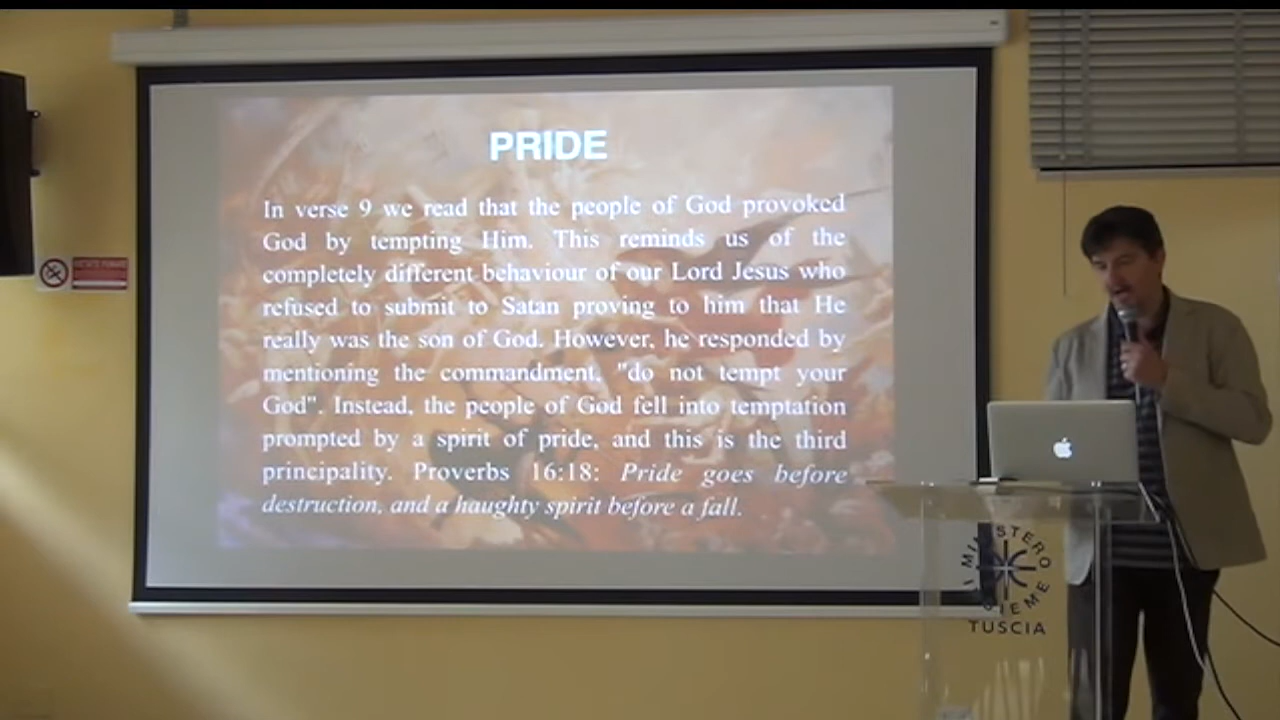 PRIDE
In verse 9 we read that the people of God provoked
God by tempting Him. This reminds us of the
completely different behaviour of our Lord Jesus who
refused to submit to Satan proving to him that He
really was the son of God. However, he responded by
mentioning the commandment, "do not tempt your
God". Instead, the people of God fell into temptation
prompted by a spirit of pride, and this is the third
principality. Proverbs 16:18: Pride goes before
destruction, and a haughty spirit before a fall.
TUSCIA